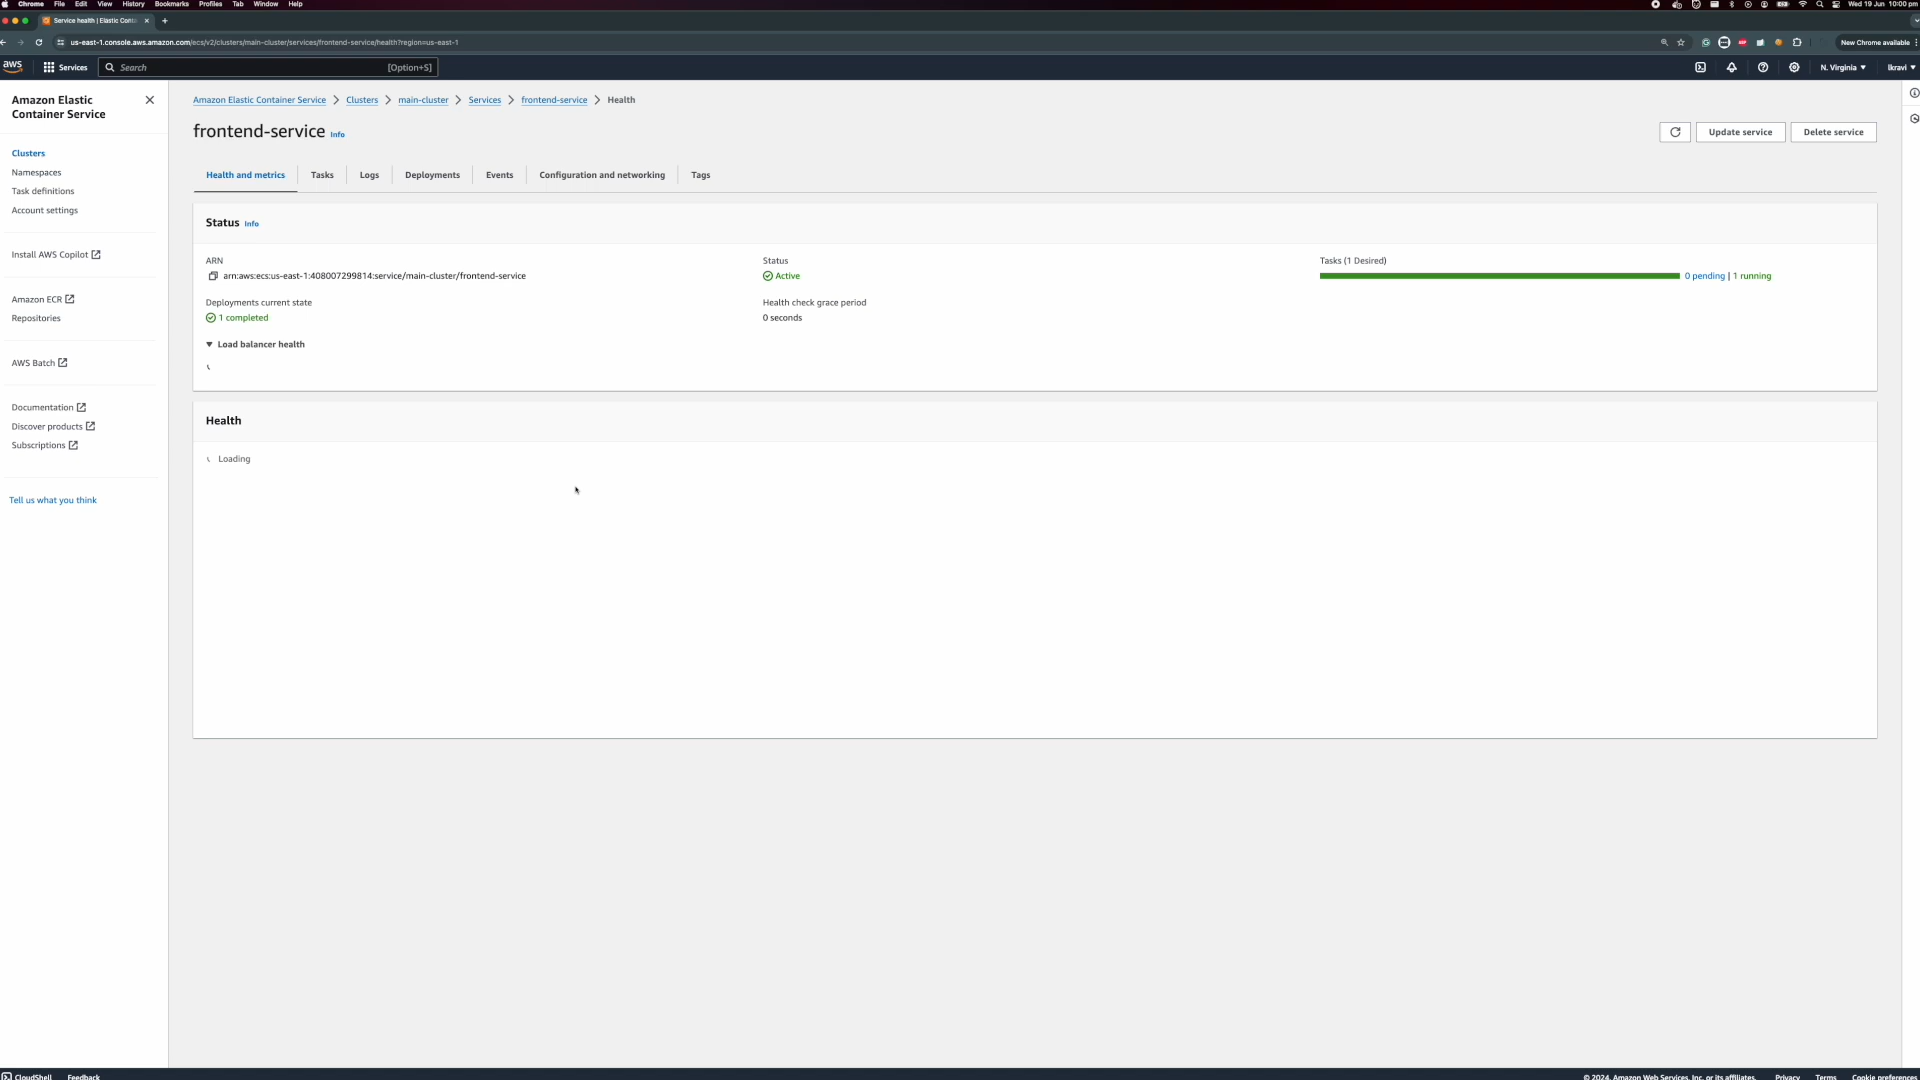 Chrome File Edit View History Bookmarks Profiles Tab Window Help Wed 19 Jun 10:00 pm
Service health | Elastic Conta
us-east-1.console.aws.amazon.com/ecs/v2/clusters/main-cluster/services/frontend-service/health?region=us-east-1 New Chrome available
aws Services Search [Option+S] N. Virginia lkravi
Amazon Elastic
Container Service
Clusters
Namespaces
Task definitions
Account settings
Install AWS Copilot
Amazon ECR
Repositories
AWS Batch
Documentation
Discover products
Subscriptions
Tell us what you think
Amazon Elastic Container Service Clusters main-cluster Services frontend-service Health
frontend-service Info Update service Delete service
Health and metrics Tasks Logs Deployments Events Configuration and networking Tags
Status Info
ARN Status Tasks (1 Desired)
arn:aws:ecs:us-east-1:408007299814:service/main-cluster/frontend-service Active 0 pending | 1 running
Deployments current state Health check grace period
1 completed 0 seconds
Load balancer health
Health
Loading
CloudShell Feedback © 2024, Amazon Web Services, Inc. or its affiliates. Privacy Terms Cookie preferences